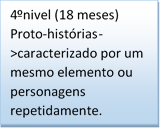 4ºnivel (18 meses)
Proto-histórias-
>caracterizado por um
mesmo elemento ou
personagens
repetidamente.